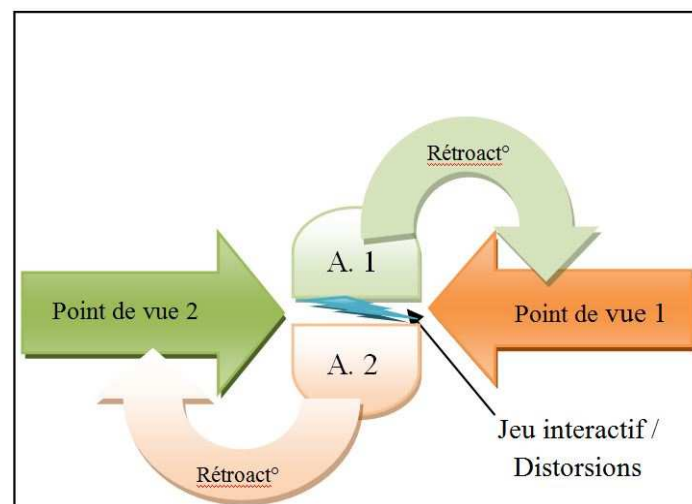 Rétroact°
A. 1
Point de vue 2
Point de vue 1
A. 2
Jeu interactif /
Distorsions
Rétroact°